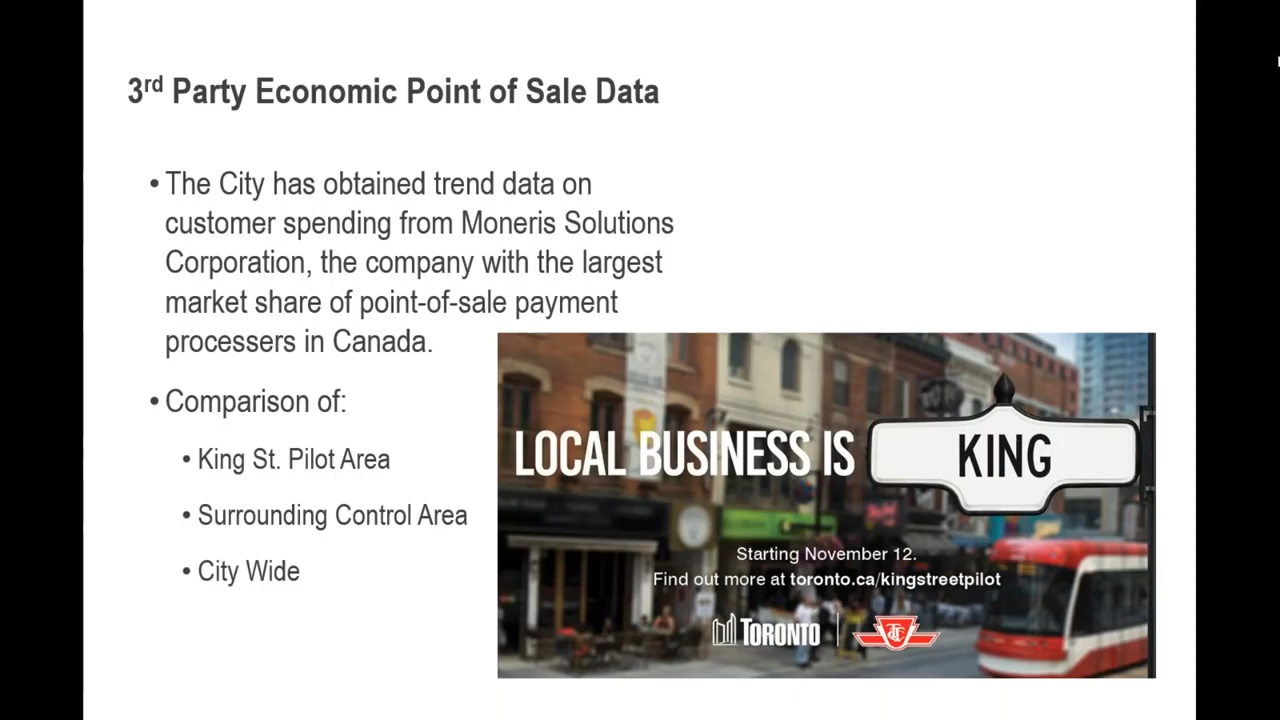 3rd Party Economic Point of Sale Data
• The City has obtained trend data on
customer spending from Moneris Solutions
Corporation, the company with the largest
market share of point-of-sale payment
processers in Canada.
• Comparison of:
• King St. Pilot Area
• Surrounding Control Area
• City Wide
LOCAL BUSINESS IS KING
Starting November 12.
Find out more at toronto.ca/kingstreetpilot
TORONTO
TTC